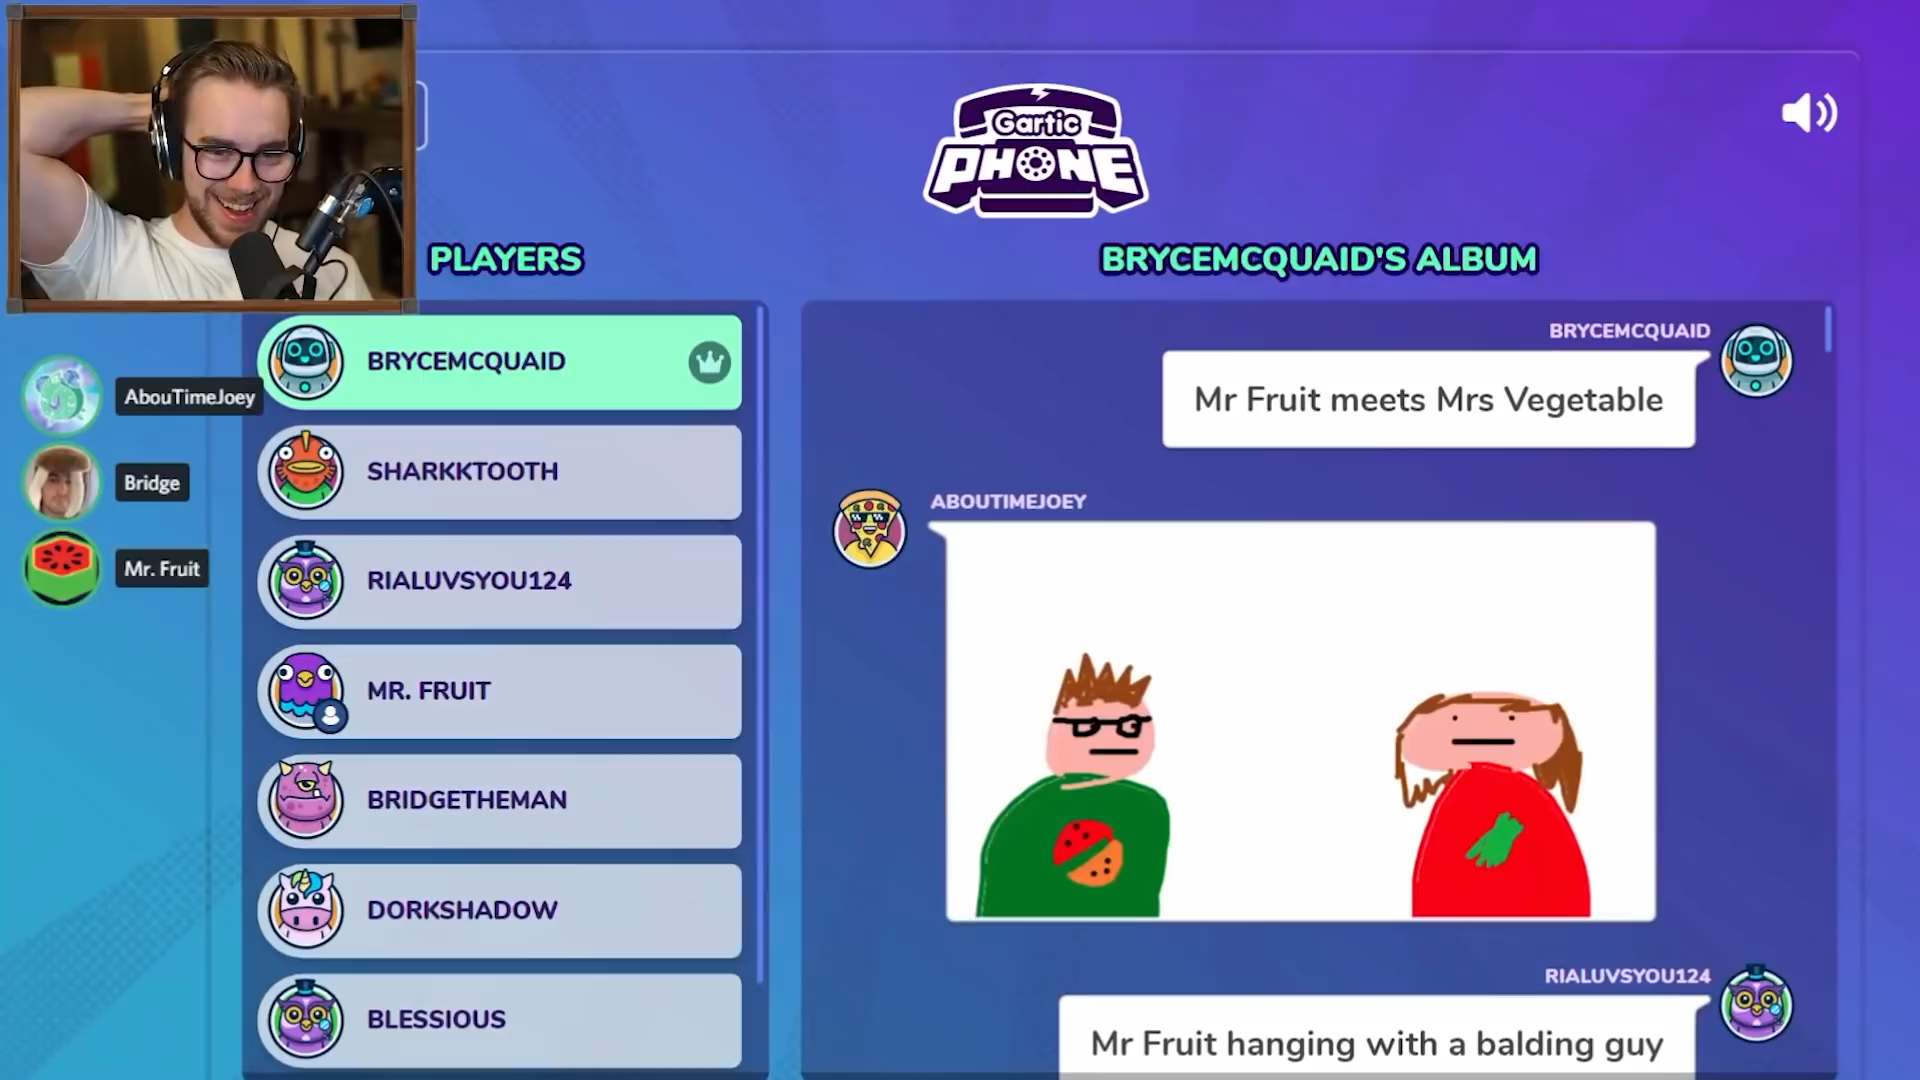 Gartic
PHONE
PLAYERS
BRYCEMCQUAID'S ALBUM
BRYCEMCQUAID
SHARKKTOOTH
RIALUVSYOU124
MR. FRUIT
BRIDGETHEMAN
DORKSHADOW
BLESSIOUS
AbouTimeJoey
Bridge
Mr. Fruit
BRYCEMCQUAID
Mr Fruit meets Mrs Vegetable
ABOUTIMEJOEY
RIALUVSYOU124
Mr Fruit hanging with a balding guy